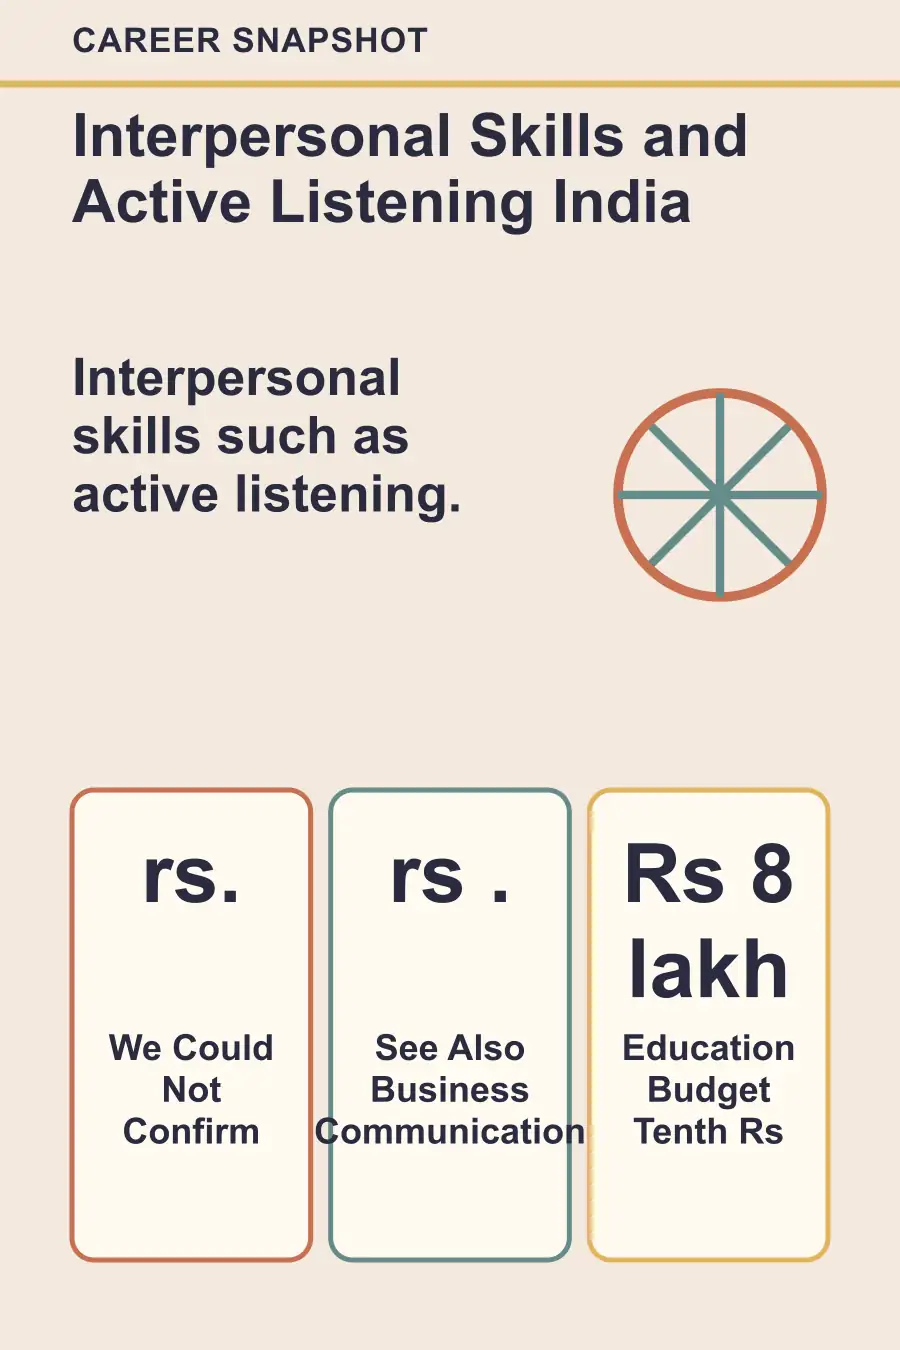 CAREER SNAPSHOT
Interpersonal Skills and
Active Listening India
Interpersonal
skills such as
active listening.
rs.
We Could
Not
Confirm
rs .
See Also
Business
Communication
Rs 8
lakh
Education
Budget
Tenth Rs